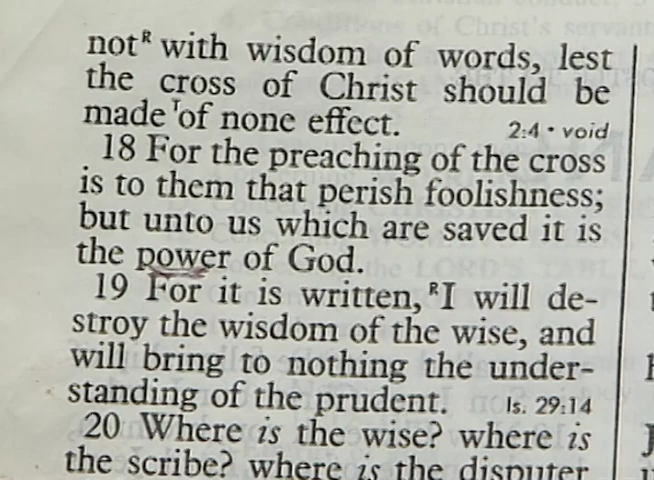 notᴿ with wisdom of words, lest
the cross of Christ should be
made ᵀof none effect. 2:4 · void
18 For the preaching of the cross
is to them that perish foolishness;
but unto us which are saved it is
the power of God.
19 For it is written, ᴿI will de-
stroy the wisdom of the wise, and
will bring to nothing the under-
standing of the prudent. Is. 29:14
20 Where is the wise? where is
the scribe? where is the disputer